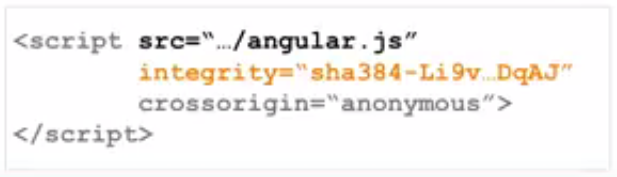 <script src=“…/angular.js”
integrity=“sha384-Li9v…DqAJ”
crossorigin=“anonymous”>
</script>